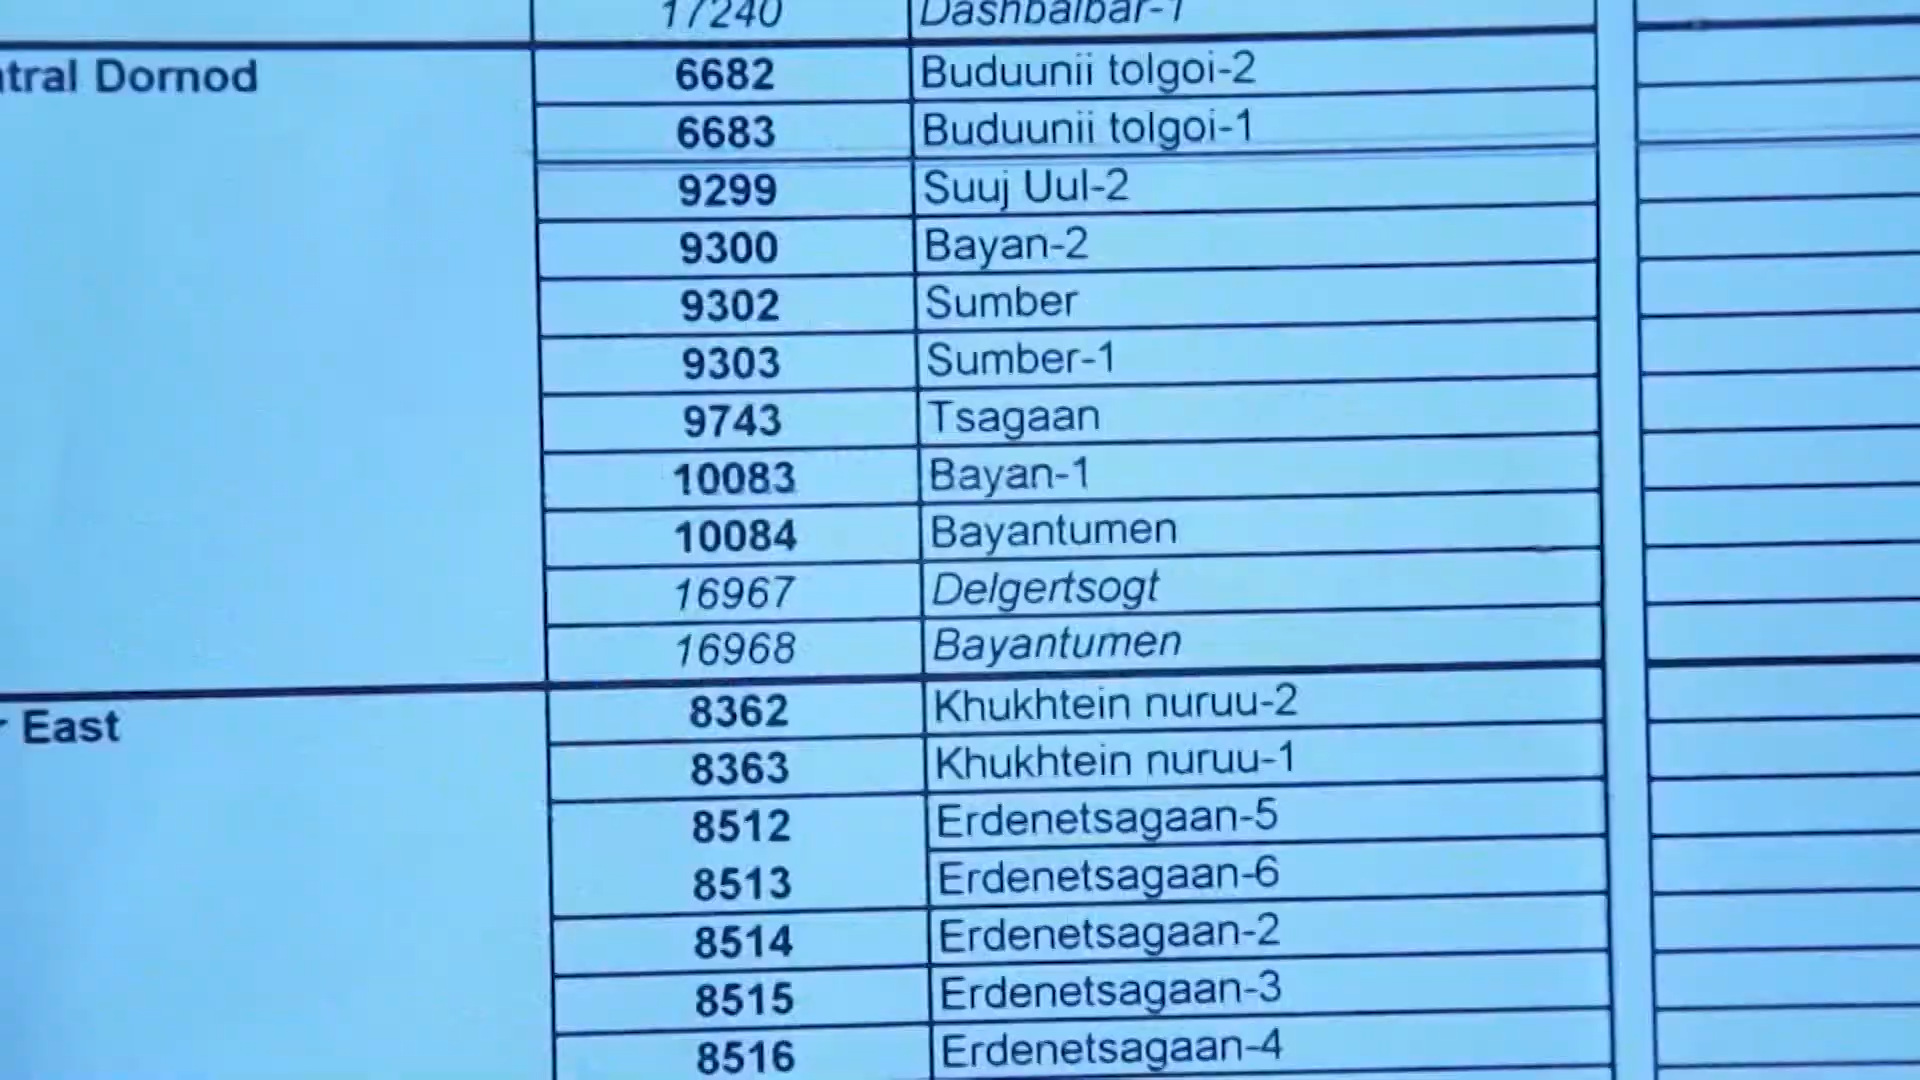 17240 Dashbalbar-1
tral Dornod 6682 Buduunii tolgoi-2
6683 Buduunii tolgoi-1
9299 Suuj Uul-2
9300 Bayan-2
9302 Sumber
9303 Sumber-1
9743 Tsagaan
10083 Bayan-1
10084 Bayantumen
16967 Delgertsogt
16968 Bayantumen
East 8362 Khukhtein nuruu-2
8363 Khukhtein nuruu-1
8512 Erdenetsagaan-5
8513 Erdenetsagaan-6
8514 Erdenetsagaan-2
8515 Erdenetsagaan-3
8516 Erdenetsagaan-4